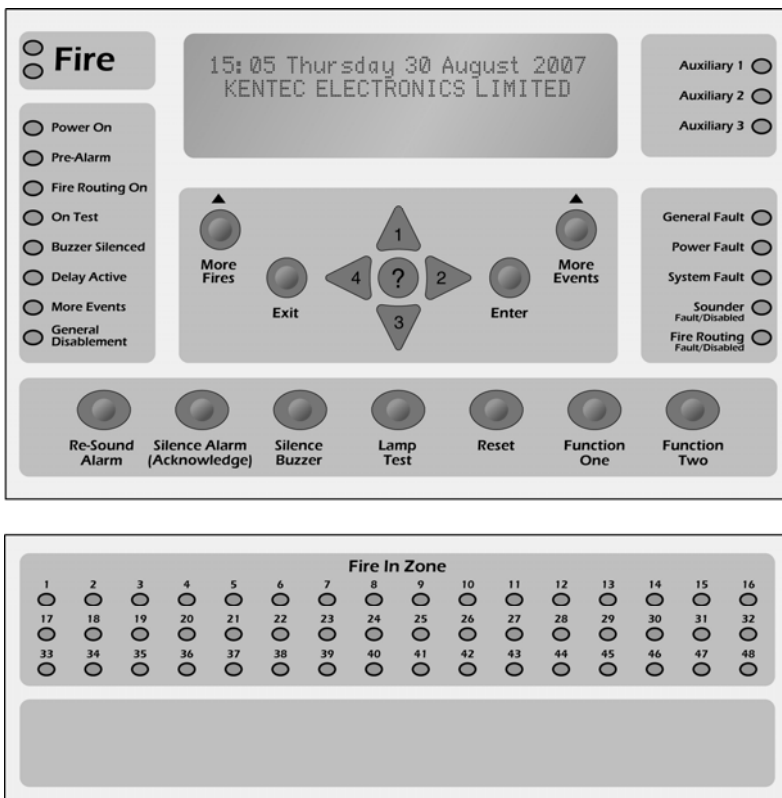 Fire
15:05 Thursday 30 August 2007
KENTEC ELECTRONICS LIMITED
Auxiliary 1
Auxiliary 2
Auxiliary 3
Power On
Pre-Alarm
Fire Routing On
On Test
Buzzer Silenced
Delay Active
More Events
General
Disablement
More
Fires
Exit
1
4
?
2
3
Enter
More
Events
General Fault
Power Fault
System Fault
Sounder
Fault/Disabled
Fire Routing
Fault/Disabled
Re-Sound
Alarm
Silence Alarm
(Acknowledge)
Silence
Buzzer
Lamp
Test
Reset
Function
One
Function
Two
Fire In Zone
1 2 3 4 5 6 7 8 9 10 11 12 13 14 15 16
17 18 19 20 21 22 23 24 25 26 27 28 29 30 31 32
33 34 35 36 37 38 39 40 41 42 43 44 45 46 47 48